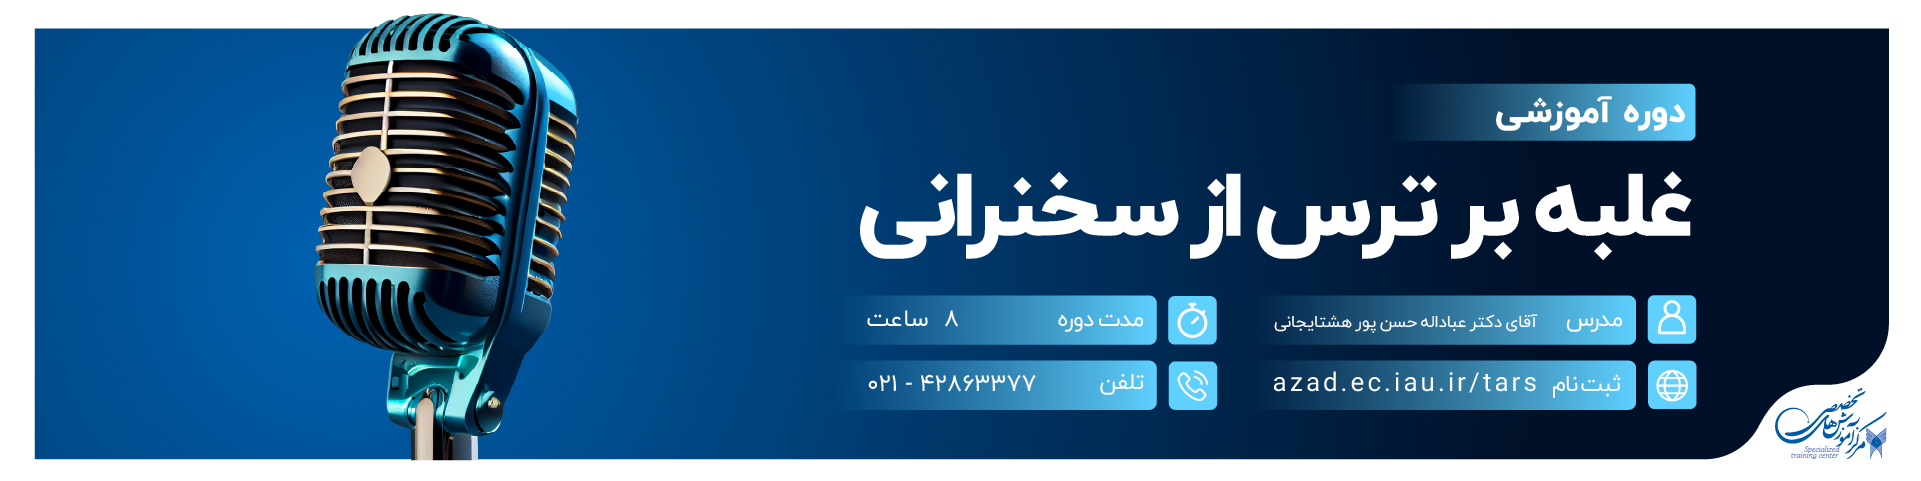 دوره آموزشی
غلبه بر ترس از سخنرانی
مدرس آقای دکتر عباداله حسن پور هشتایجانی
مدت دوره ۸ ساعت
ثبت نام azad.ec.iau.ir/tars
تلفن ۰۲۱ - ۴۲۸۶۳۳۷۷
مرکز آموزش‌های تخصصی
Specialized
training center